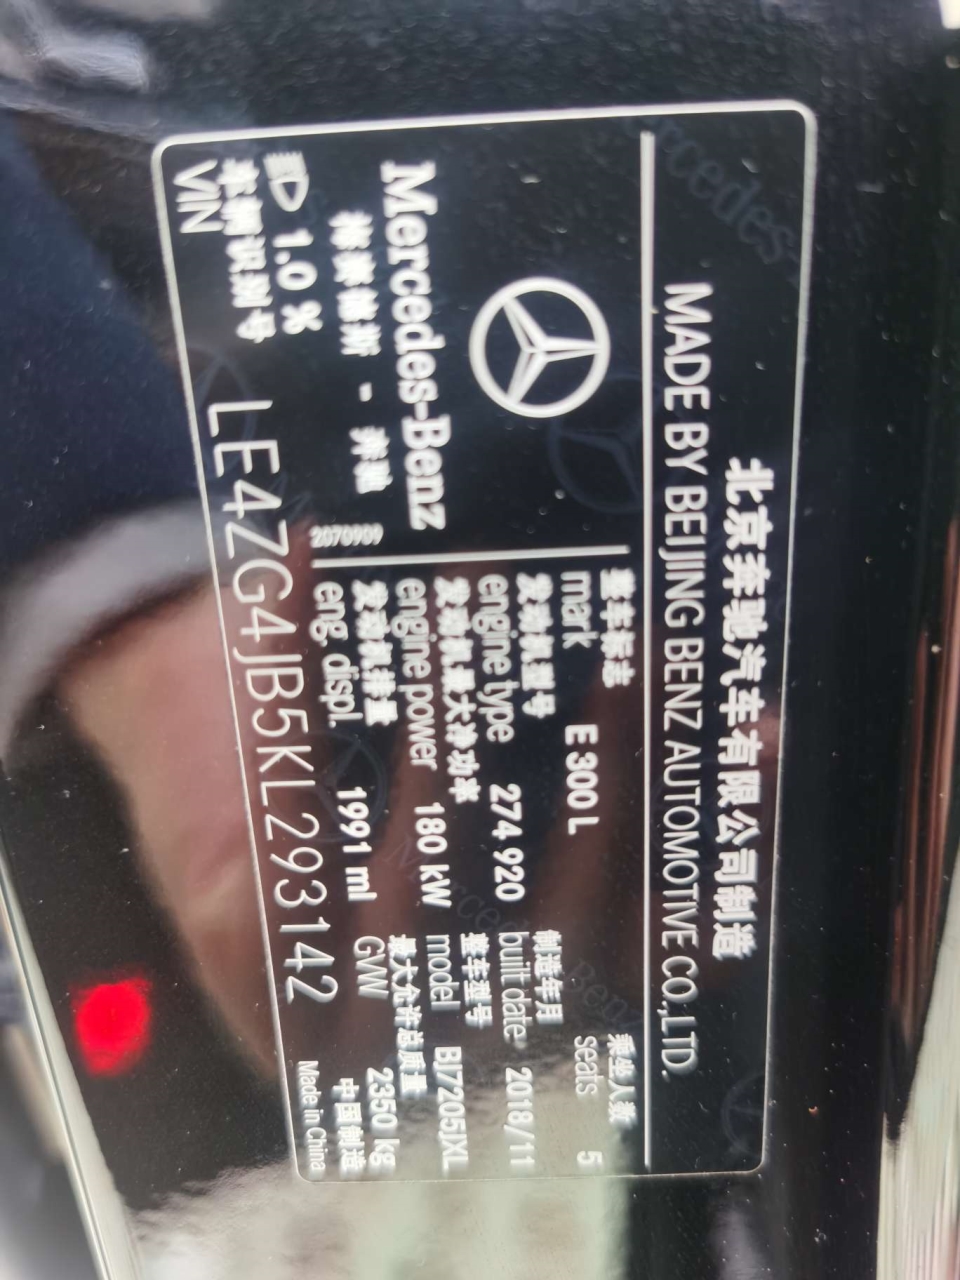 北京奔驰汽车有限公司制造
MADE BY BEIJING BENZ AUTOMOTIVE CO.,LTD.
Mercedes-Benz
梅赛德斯 - 奔驰
2070909
整车标志
mark E 300 L
乘坐人数
seats 5
发动机型号
engine type 274 920
制造年月
built date 2018/11
发动机最大净功率
engine power 180 kW
整车型号
model BJ7205JXL
发动机排量
eng. displ. 1991 ml
最大允许总质量
GW 2350 kg
1.0 %
车辆识别号
VIN LE4ZG4JB5KL293142
中国制造
Made in China